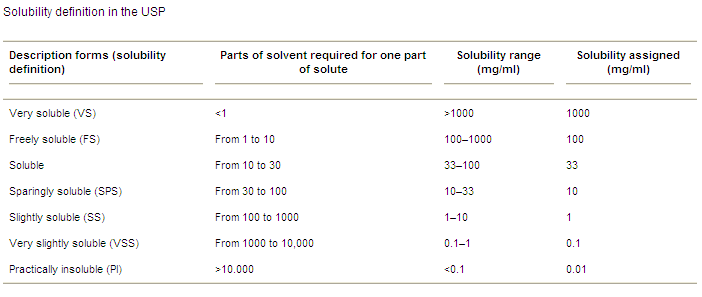 Solubility definition in the USP
Description forms (solubility definition) Parts of solvent required for one part of solute Solubility range (mg/ml) Solubility assigned (mg/ml)
Very soluble (VS) <1 >1000 1000
Freely soluble (FS) From 1 to 10 100–1000 100
Soluble From 10 to 30 33–100 33
Sparingly soluble (SPS) From 30 to 100 10–33 10
Slightly soluble (SS) From 100 to 1000 1–10 1
Very slightly soluble (VSS) From 1000 to 10,000 0.1–1 0.1
Practically insoluble (PI) >10.000 <0.1 0.01